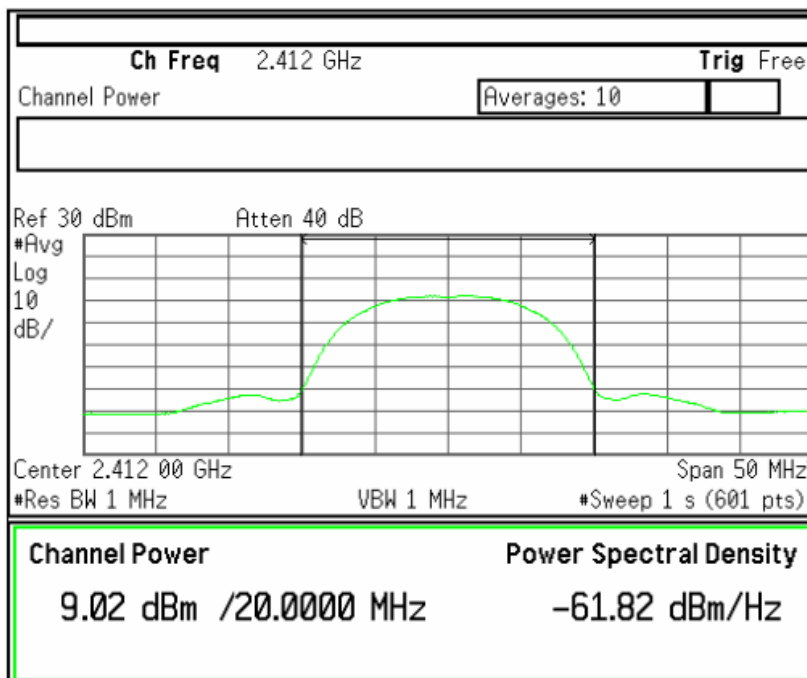 Ch Freq 2.412 GHz Trig Free
Channel Power Averages: 10
Ref 30 dBm Atten 40 dB
#Avg
Log
10
dB/
Center 2.412 00 GHz Span 50 MHz
#Res BW 1 MHz VBW 1 MHz #Sweep 1 s (601 pts)
Channel Power Power Spectral Density
9.02 dBm /20.0000 MHz -61.82 dBm/Hz